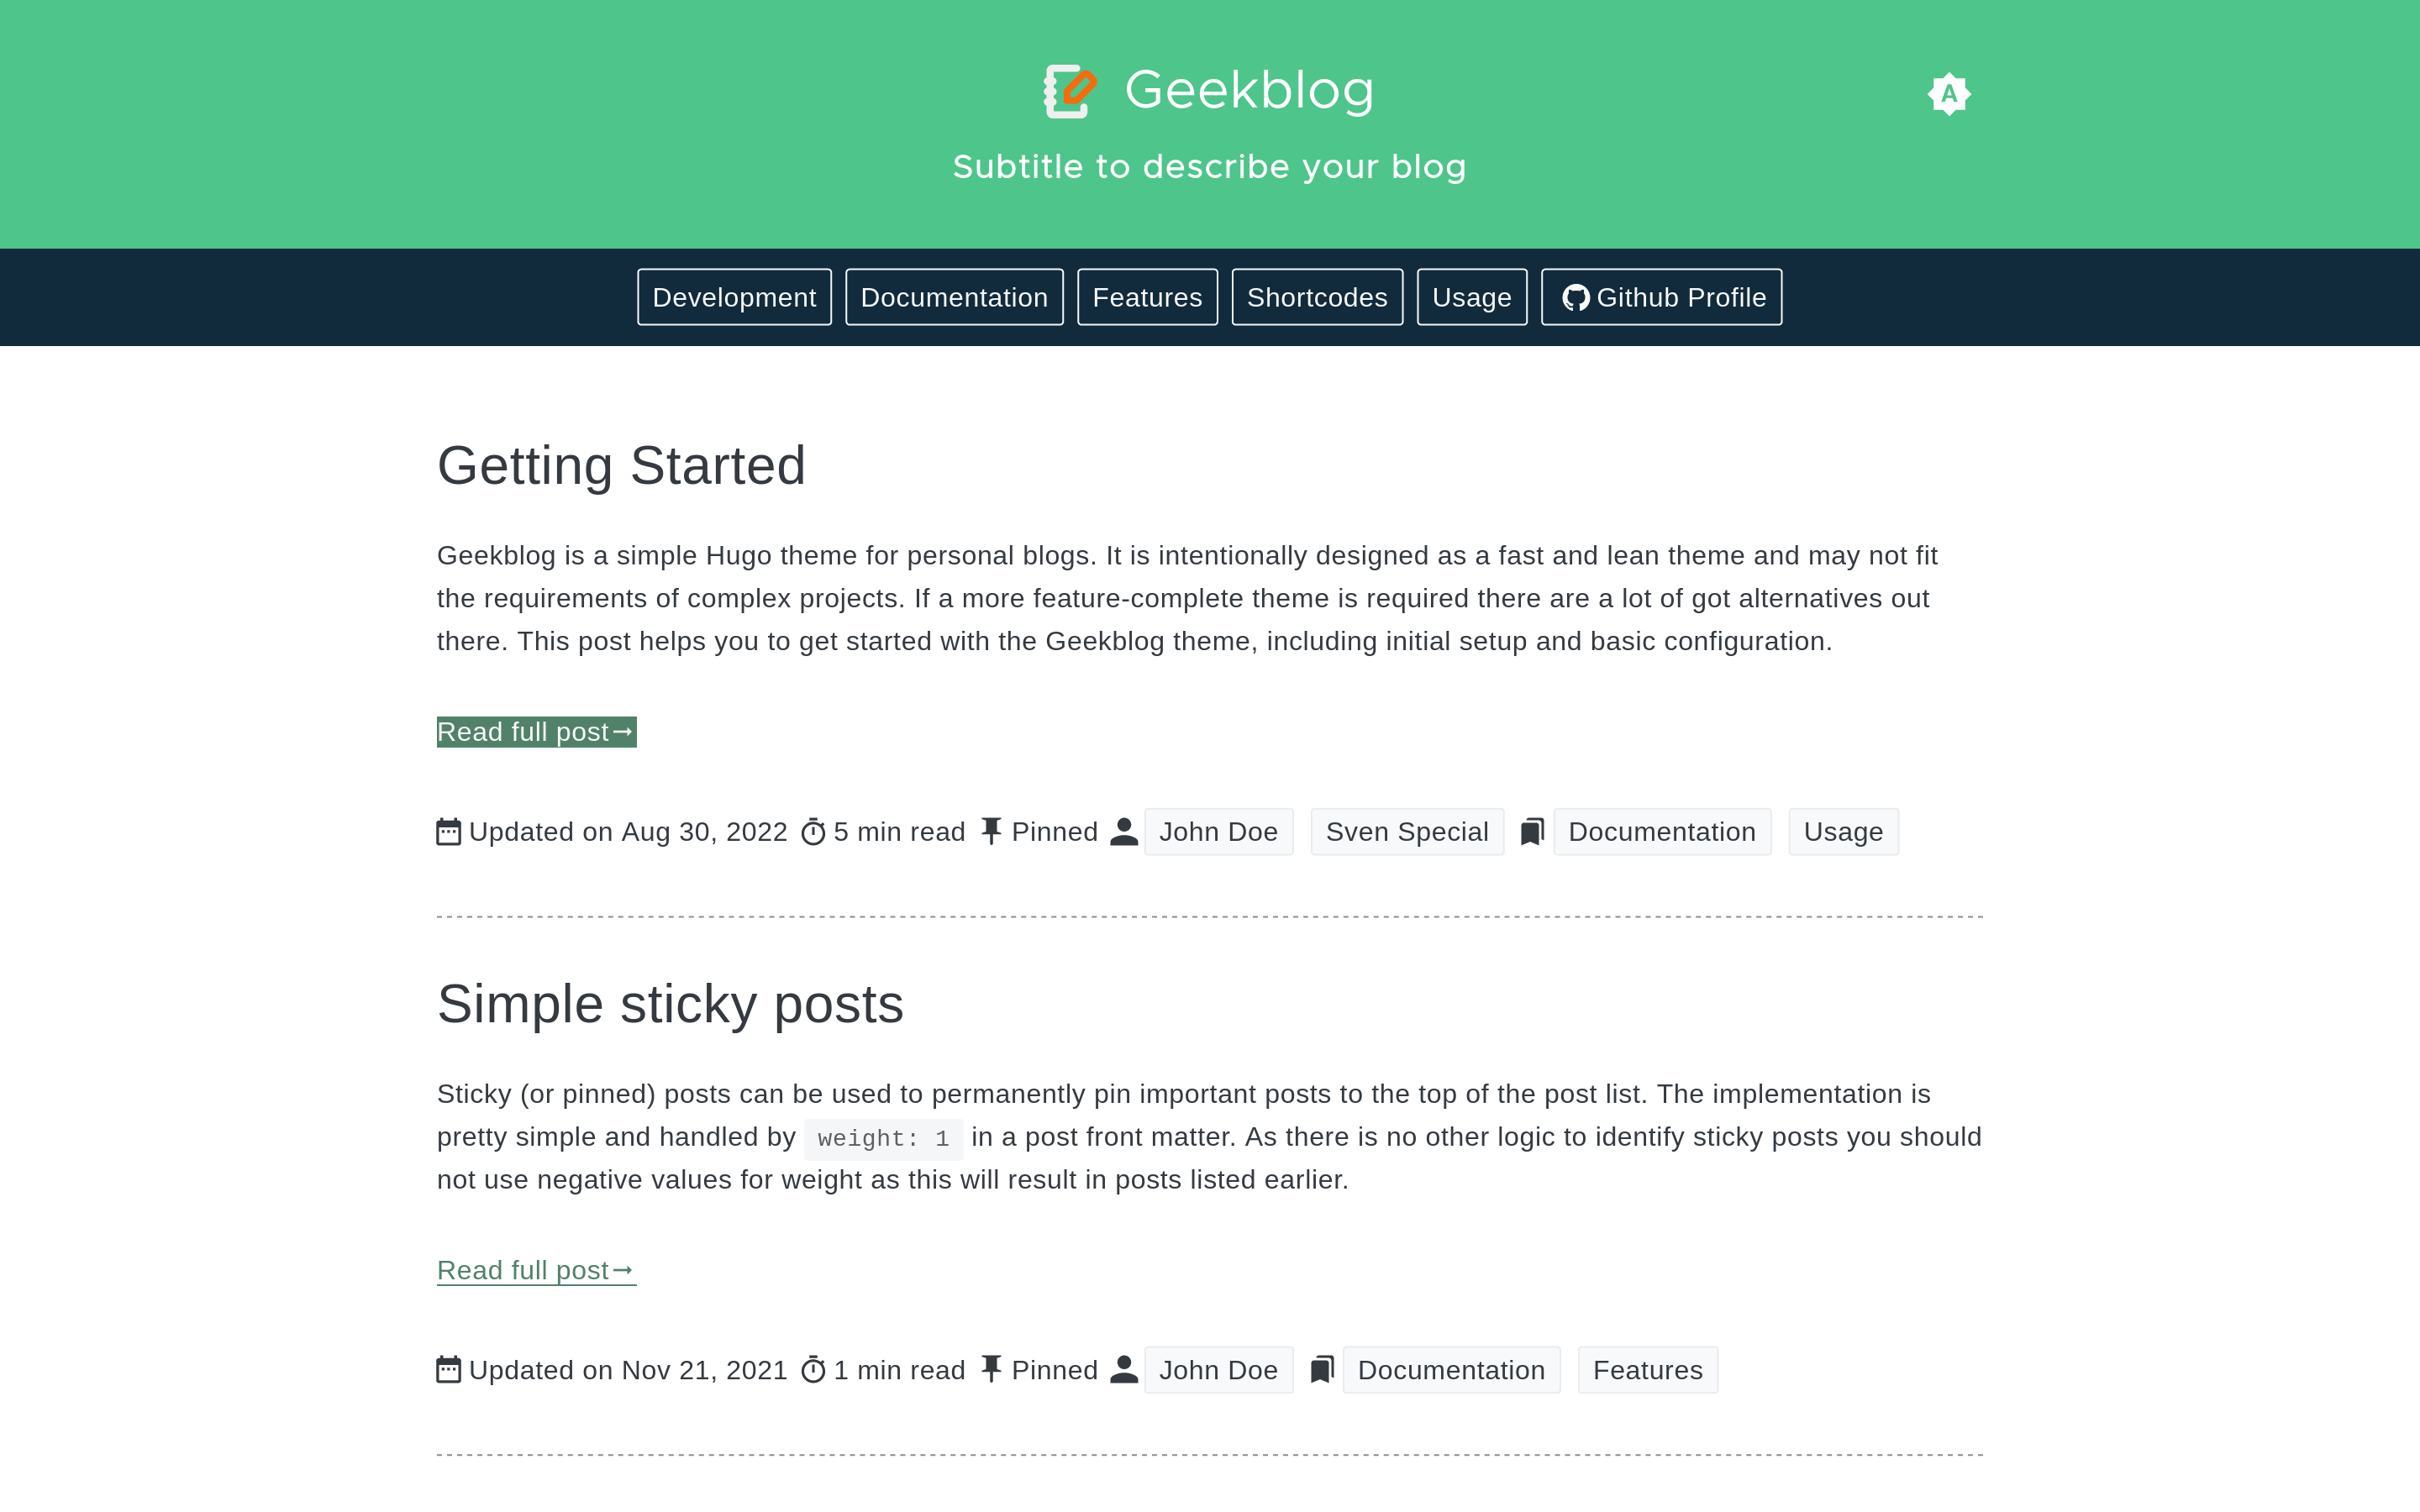 Geekblog
A
Subtitle to describe your blog
Development Documentation Features Shortcodes Usage Github Profile
Getting Started
Geekblog is a simple Hugo theme for personal blogs. It is intentionally designed as a fast and lean theme and may not fit
the requirements of complex projects. If a more feature-complete theme is required there are a lot of got alternatives out
there. This post helps you to get started with the Geekblog theme, including initial setup and basic configuration.
Read full post→
Updated on Aug 30, 2022 5 min read Pinned John Doe Sven Special Documentation Usage
Simple sticky posts
Sticky (or pinned) posts can be used to permanently pin important posts to the top of the post list. The implementation is
pretty simple and handled by weight: 1 in a post front matter. As there is no other logic to identify sticky posts you should
not use negative values for weight as this will result in posts listed earlier.
Read full post→
Updated on Nov 21, 2021 1 min read Pinned John Doe Documentation Features